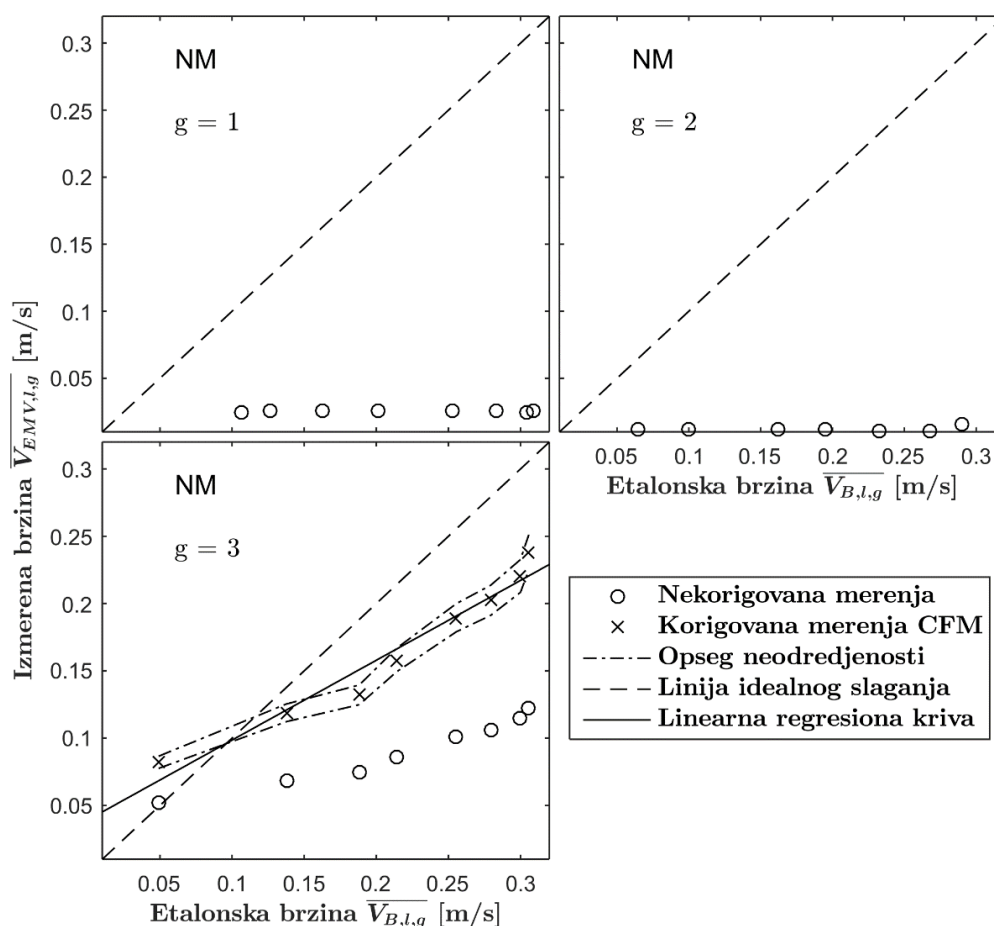 0.3
0.25
0.2
0.15
0.1
0.05
NM
g = 1
NM
g = 2
0.05 0.1 0.15 0.2 0.25 0.3
Etalonska brzina V_{B,l,g} [m/s]
Izmerena brzina V_{EMV,l,g} [m/s]
0.3
0.25
0.2
0.15
0.1
0.05
NM
g = 3
0.05 0.1 0.15 0.2 0.25 0.3
Etalonska brzina V_{B,l,g} [m/s]
Nekorigovana merenja
Korigovana merenja CFM
Opseg neodredjenosti
Linija idealnog slaganja
Linearna regresiona kriva